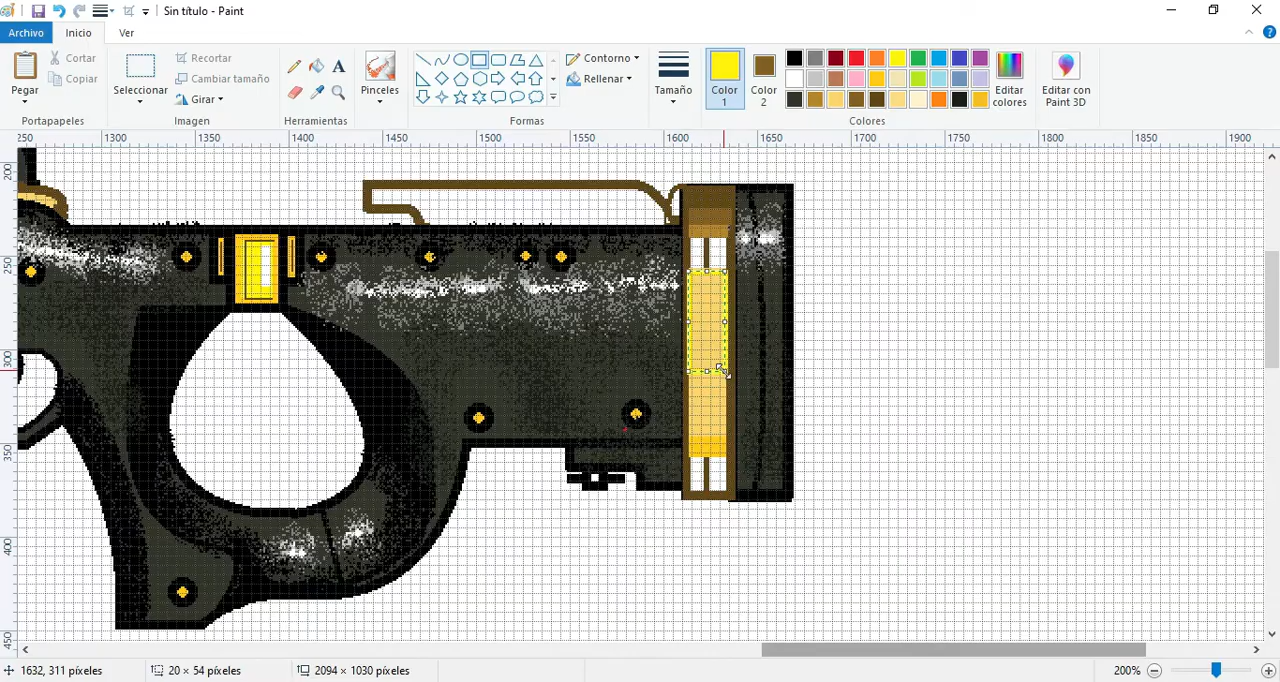 Sin título - Paint
Archivo Inicio Ver
Pegar
Cortar
Copiar
Portapapeles
Seleccionar
Recortar
Cambiar tamaño
Girar
Imagen
Herramientas
Pinceles
Contorno
Rellenar
Formas
Tamaño
Color 1
Color 2
Editar colores
Editar con Paint 3D
Colores
250 1300 1350 1400 1450 1500 1550 1600 1650 1700 1750 1800 1850 1900
200
250
300
350
400
450
1632, 311 píxeles 20 × 54 píxeles 2094 × 1030 píxeles 200%